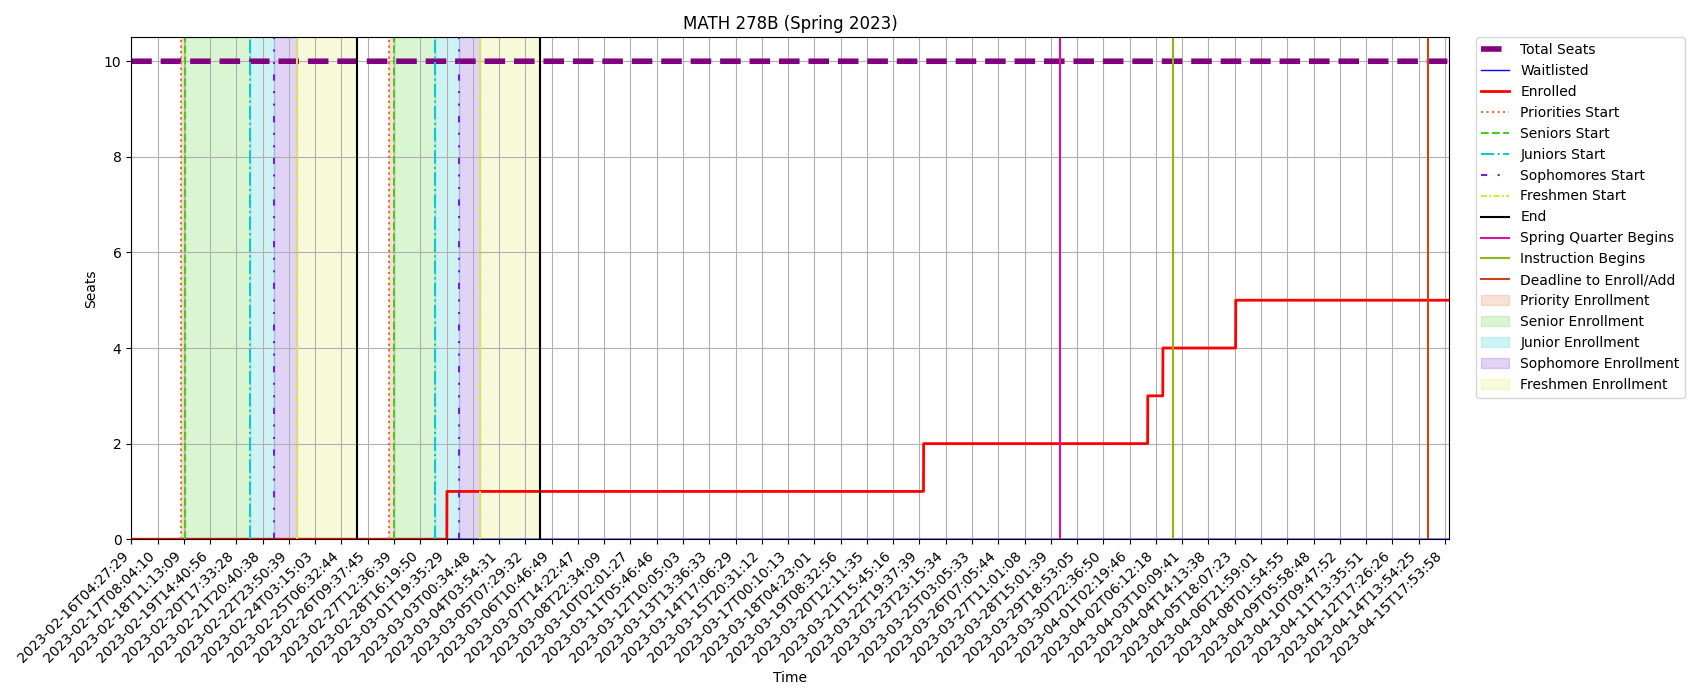 MATH 278B (Spring 2023)
10
8
6
4
2
0
Seats
2023-02-16T04:27:29
2023-02-17T08:04:10
2023-02-18T11:13:09
2023-02-19T14:40:56
2023-02-20T17:33:28
2023-02-21T20:40:38
2023-02-22T23:50:39
2023-02-24T03:15:03
2023-02-25T06:32:44
2023-02-26T09:37:45
2023-02-27T12:36:39
2023-02-28T16:19:50
2023-03-01T19:35:29
2023-03-03T00:34:48
2023-03-04T03:54:31
2023-03-05T07:29:32
2023-03-06T10:46:49
2023-03-07T14:22:47
2023-03-08T22:34:09
2023-03-10T02:01:27
2023-03-11T05:46:46
2023-03-12T10:05:03
2023-03-13T13:36:33
2023-03-14T17:06:29
2023-03-15T20:31:12
2023-03-17T00:10:13
2023-03-18T04:23:01
2023-03-19T08:32:56
2023-03-20T12:11:35
2023-03-21T15:45:16
2023-03-22T19:37:39
2023-03-23T23:15:34
2023-03-25T03:05:33
2023-03-26T07:05:44
2023-03-27T11:01:08
2023-03-28T15:01:39
2023-03-29T18:53:05
2023-03-30T22:36:50
2023-04-01T02:19:46
2023-04-02T06:12:18
2023-04-03T10:09:41
2023-04-04T14:13:38
2023-04-05T18:07:23
2023-04-06T21:59:01
2023-04-08T01:54:55
2023-04-09T05:58:48
2023-04-10T09:47:52
2023-04-11T13:35:51
2023-04-12T17:26:26
2023-04-14T13:54:25
2023-04-15T17:53:58
Time
Total Seats
Waitlisted
Enrolled
Priorities Start
Seniors Start
Juniors Start
Sophomores Start
Freshmen Start
End
Spring Quarter Begins
Instruction Begins
Deadline to Enroll/Add
Priority Enrollment
Senior Enrollment
Junior Enrollment
Sophomore Enrollment
Freshmen Enrollment